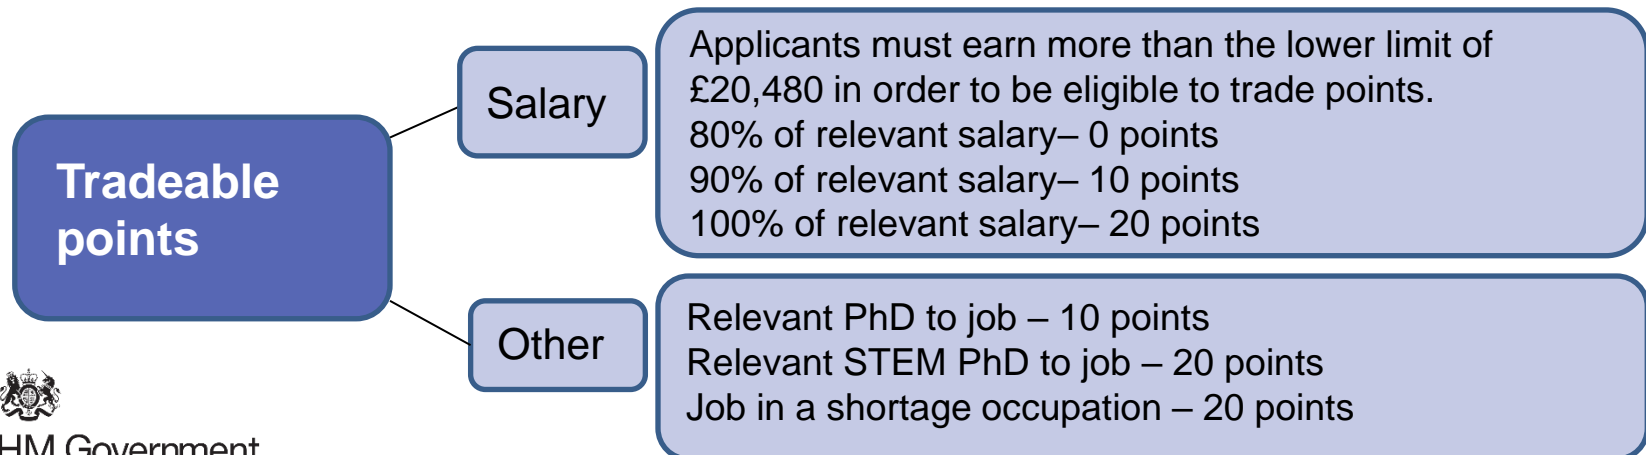 Tradeable
points
Salary
Applicants must earn more than the lower limit of
£20,480 in order to be eligible to trade points.
80% of relevant salary– 0 points
90% of relevant salary– 10 points
100% of relevant salary– 20 points
Other
Relevant PhD to job – 10 points
Relevant STEM PhD to job – 20 points
Job in a shortage occupation – 20 points
HM Government